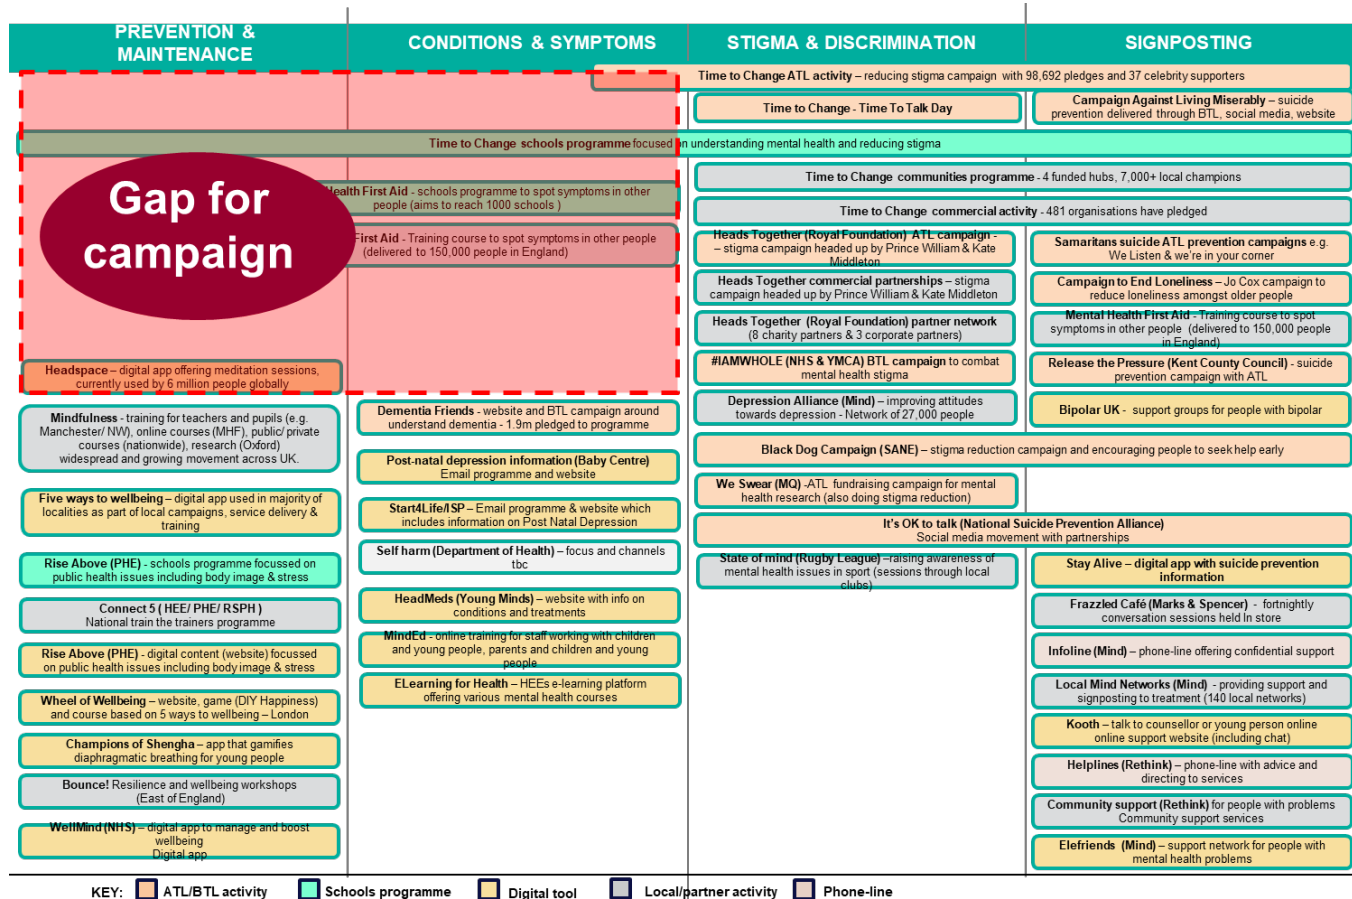 PREVENTION &
MAINTENANCE
CONDITIONS & SYMPTOMS
STIGMA & DISCRIMINATION
SIGNPOSTING
Time to Change ATL activity – reducing stigma campaign with 98,692 pledges and 37 celebrity supporters
Time to Change - Time To Talk Day
Campaign Against Living Miserably – suicide
prevention delivered through BTL, social media, website
Time to Change schools programme focused on understanding mental health and reducing stigma
Time to Change communities programme - 4 funded hubs, 7,000+ local champions
Time to Change commercial activity - 481 organisations have pledged
Gap for
campaign
Health First Aid - schools programme to spot symptoms in other
people (aims to reach 1000 schools )
First Aid - Training course to spot symptoms in other people
(delivered to 150,000 people in England)
Headspace – digital app offering meditation sessions,
currently used by 6 million people globally
Mindfulness - training for teachers and pupils (e.g.
Manchester/ NW), online courses (MHF), public/ private
courses (nationwide), research (Oxford)
widespread and growing movement across UK.
Five ways to wellbeing – digital app used in majority of
localities as part of local campaigns, service delivery &
training
Rise Above (PHE) - schools programme focussed on
public health issues including body image & stress
Connect 5 ( HEE/ PHE/ RSPH )
National train the trainers programme
Rise Above (PHE) - digital content (website) focussed
on public health issues including body image & stress
Wheel of Wellbeing – website, game (DIY Happiness)
and course based on 5 ways to wellbeing – London
Champions of Shengha – app that gamifies
diaphragmatic breathing for young people
Bounce! Resilience and wellbeing workshops
(East of England)
WellMind (NHS) – digital app to manage and boost
wellbeing
Digital app
Dementia Friends - website and BTL campaign around
understand dementia - 1.9m pledged to programme
Post-natal depression information (Baby Centre)
Email programme and website
Start4Life/ISP – Email programme & website which
includes information on Post Natal Depression
Self harm (Department of Health) – focus and channels
tbc
HeadMeds (Young Minds) – website with info on
conditions and treatments
MindEd - online training for staff working with children
and young people, parents and children and young
people
ELearning for Health – HEEs e-learning platform
offering various mental health courses
Heads Together (Royal Foundation) ATL campaign -
– stigma campaign headed up by Prince William & Kate
Middleton
Heads Together commercial partnerships – stigma
campaign headed up by Prince William & Kate Middleton
Heads Together (Royal Foundation) partner network
(8 charity partners & 3 corporate partners)
#IAMWHOLE (NHS & YMCA) BTL campaign to combat
mental health stigma
Depression Alliance (Mind) – improving attitudes
towards depression - Network of 27,000 people
Black Dog Campaign (SANE) – stigma reduction campaign and encouraging people to seek help early
We Swear (MQ) -ATL fundraising campaign for mental
health research (also doing stigma reduction)
It's OK to talk (National Suicide Prevention Alliance)
Social media movement with partnerships
State of mind (Rugby League) –raising awareness of
mental health issues in sport (sessions through local
clubs)
Samaritans suicide ATL prevention campaigns e.g.
We Listen & we're in your corner
Campaign to End Loneliness – Jo Cox campaign to
reduce loneliness amongst older people
Mental Health First Aid - Training course to spot
symptoms in other people (delivered to 150,000 people
in England)
Release the Pressure (Kent County Council) - suicide
prevention campaign with ATL
Bipolar UK - support groups for people with bipolar
Stay Alive – digital app with suicide prevention
information
Frazzled Café (Marks & Spencer) - fortnightly
conversation sessions held In store
Infoline (Mind) – phone-line offering confidential support
Local Mind Networks (Mind) - providing support and
signposting to treatment (140 local networks)
Kooth – talk to counsellor or young person online
online support website (including chat)
Helplines (Rethink) – phone-line with advice and
directing to services
Community support (Rethink) for people with problems
Community support services
Elefriends (Mind) – support network for people with
mental health problems
KEY:
ATL/BTL activity
Schools programme
Digital tool
Local/partner activity
Phone-line